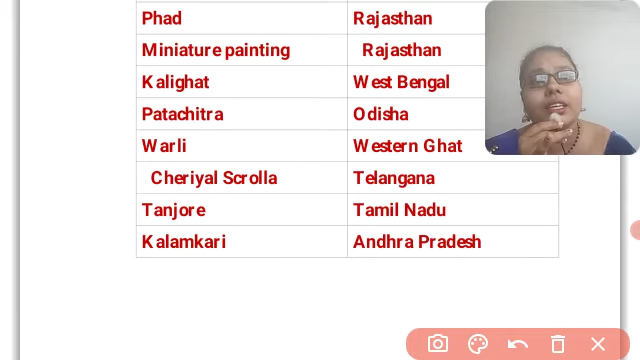 Phad Rajasthan
Miniature painting Rajasthan
Kalighat West Bengal
Patachitra Odisha
Warli Western Ghat
Cheriyal Scrolla Telangana
Tanjore Tamil Nadu
Kalamkari Andhra Pradesh